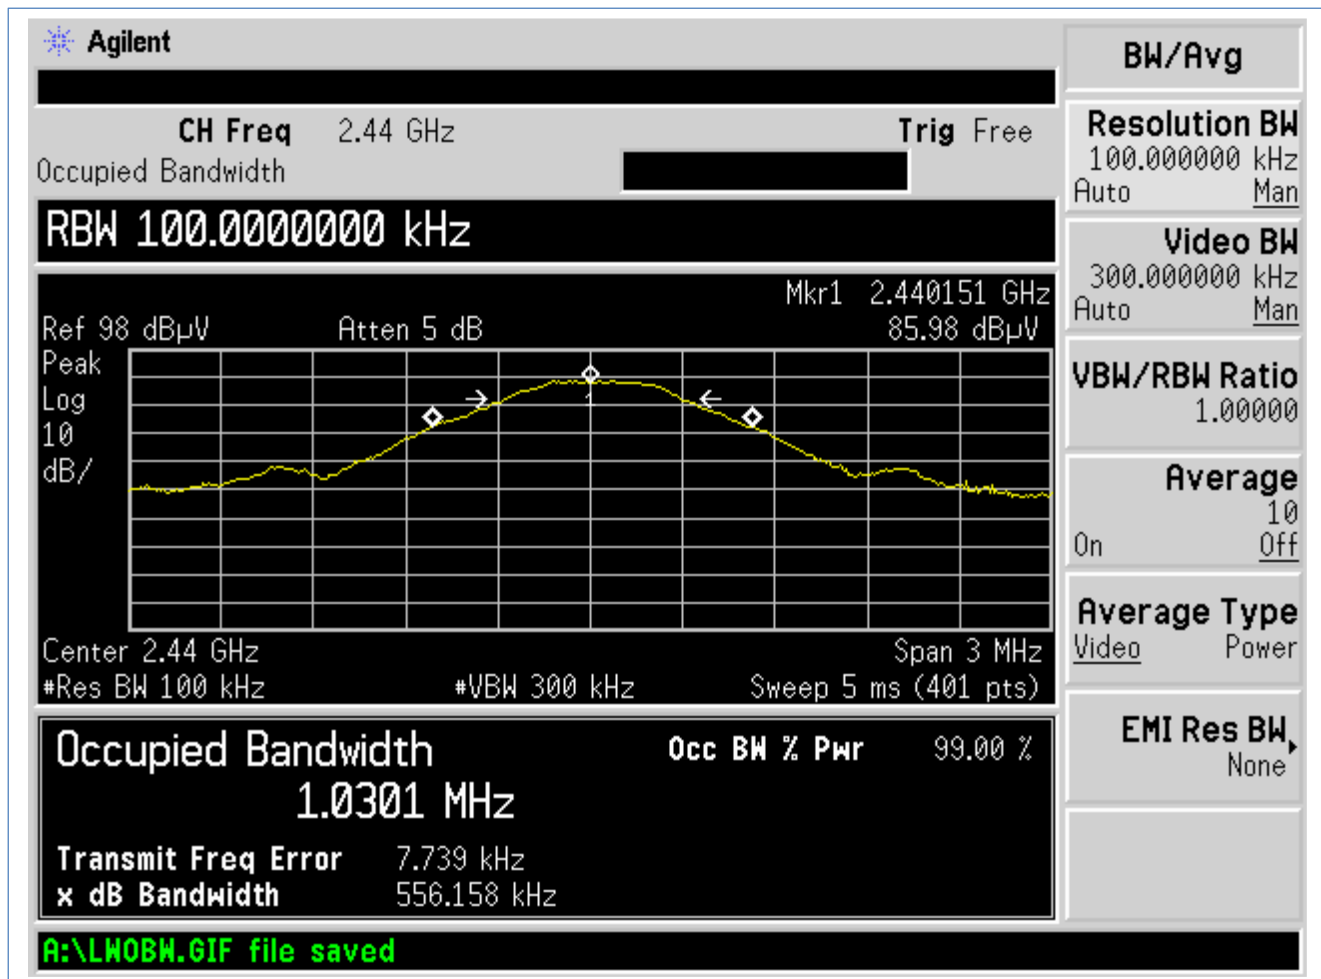 Agilent
BW/Avg
CH Freq 2.44 GHz Trig Free
Occupied Bandwidth
RBW 100.0000000 kHz
Mkr1 2.440151 GHz
Ref 98 dBµV Atten 5 dB 85.98 dBµV
Peak
Log
10
dB/
1
Center 2.44 GHz Span 3 MHz
#Res BW 100 kHz #VBW 300 kHz Sweep 5 ms (401 pts)
Occupied Bandwidth Occ BW % Pwr 99.00 %
1.0301 MHz
Transmit Freq Error 7.739 kHz
x dB Bandwidth 556.158 kHz
A:\LWOBW.GIF file saved
Resolution BW
100.000000 kHz
Auto Man
Video BW
300.000000 kHz
Auto Man
VBW/RBW Ratio
1.00000
Average
10
On Off
Average Type
Video Power
EMI Res BW
None